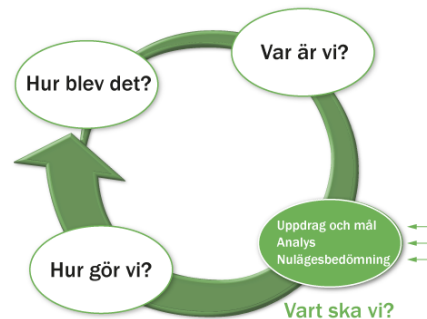 Var är vi?
Hur blev det?
Uppdrag och mål
Analys
Nulägesbedömning
Hur gör vi?
Vart ska vi?